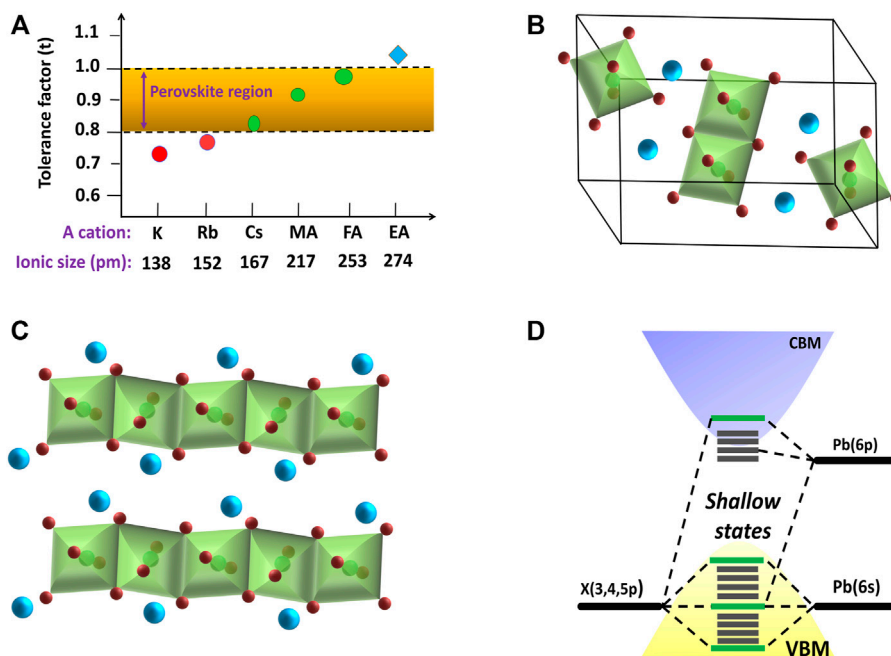 A
Tolerance factor (t)
1.1
1.0
0.9
0.8
0.7
0.6
Perovskite region
A cation: K Rb Cs MA FA EA
Ionic size (pm): 138 152 167 217 253 274
B
C
D
CBM
Pb(6p)
Shallow
states
X(3,4,5p)
Pb(6s)
VBM